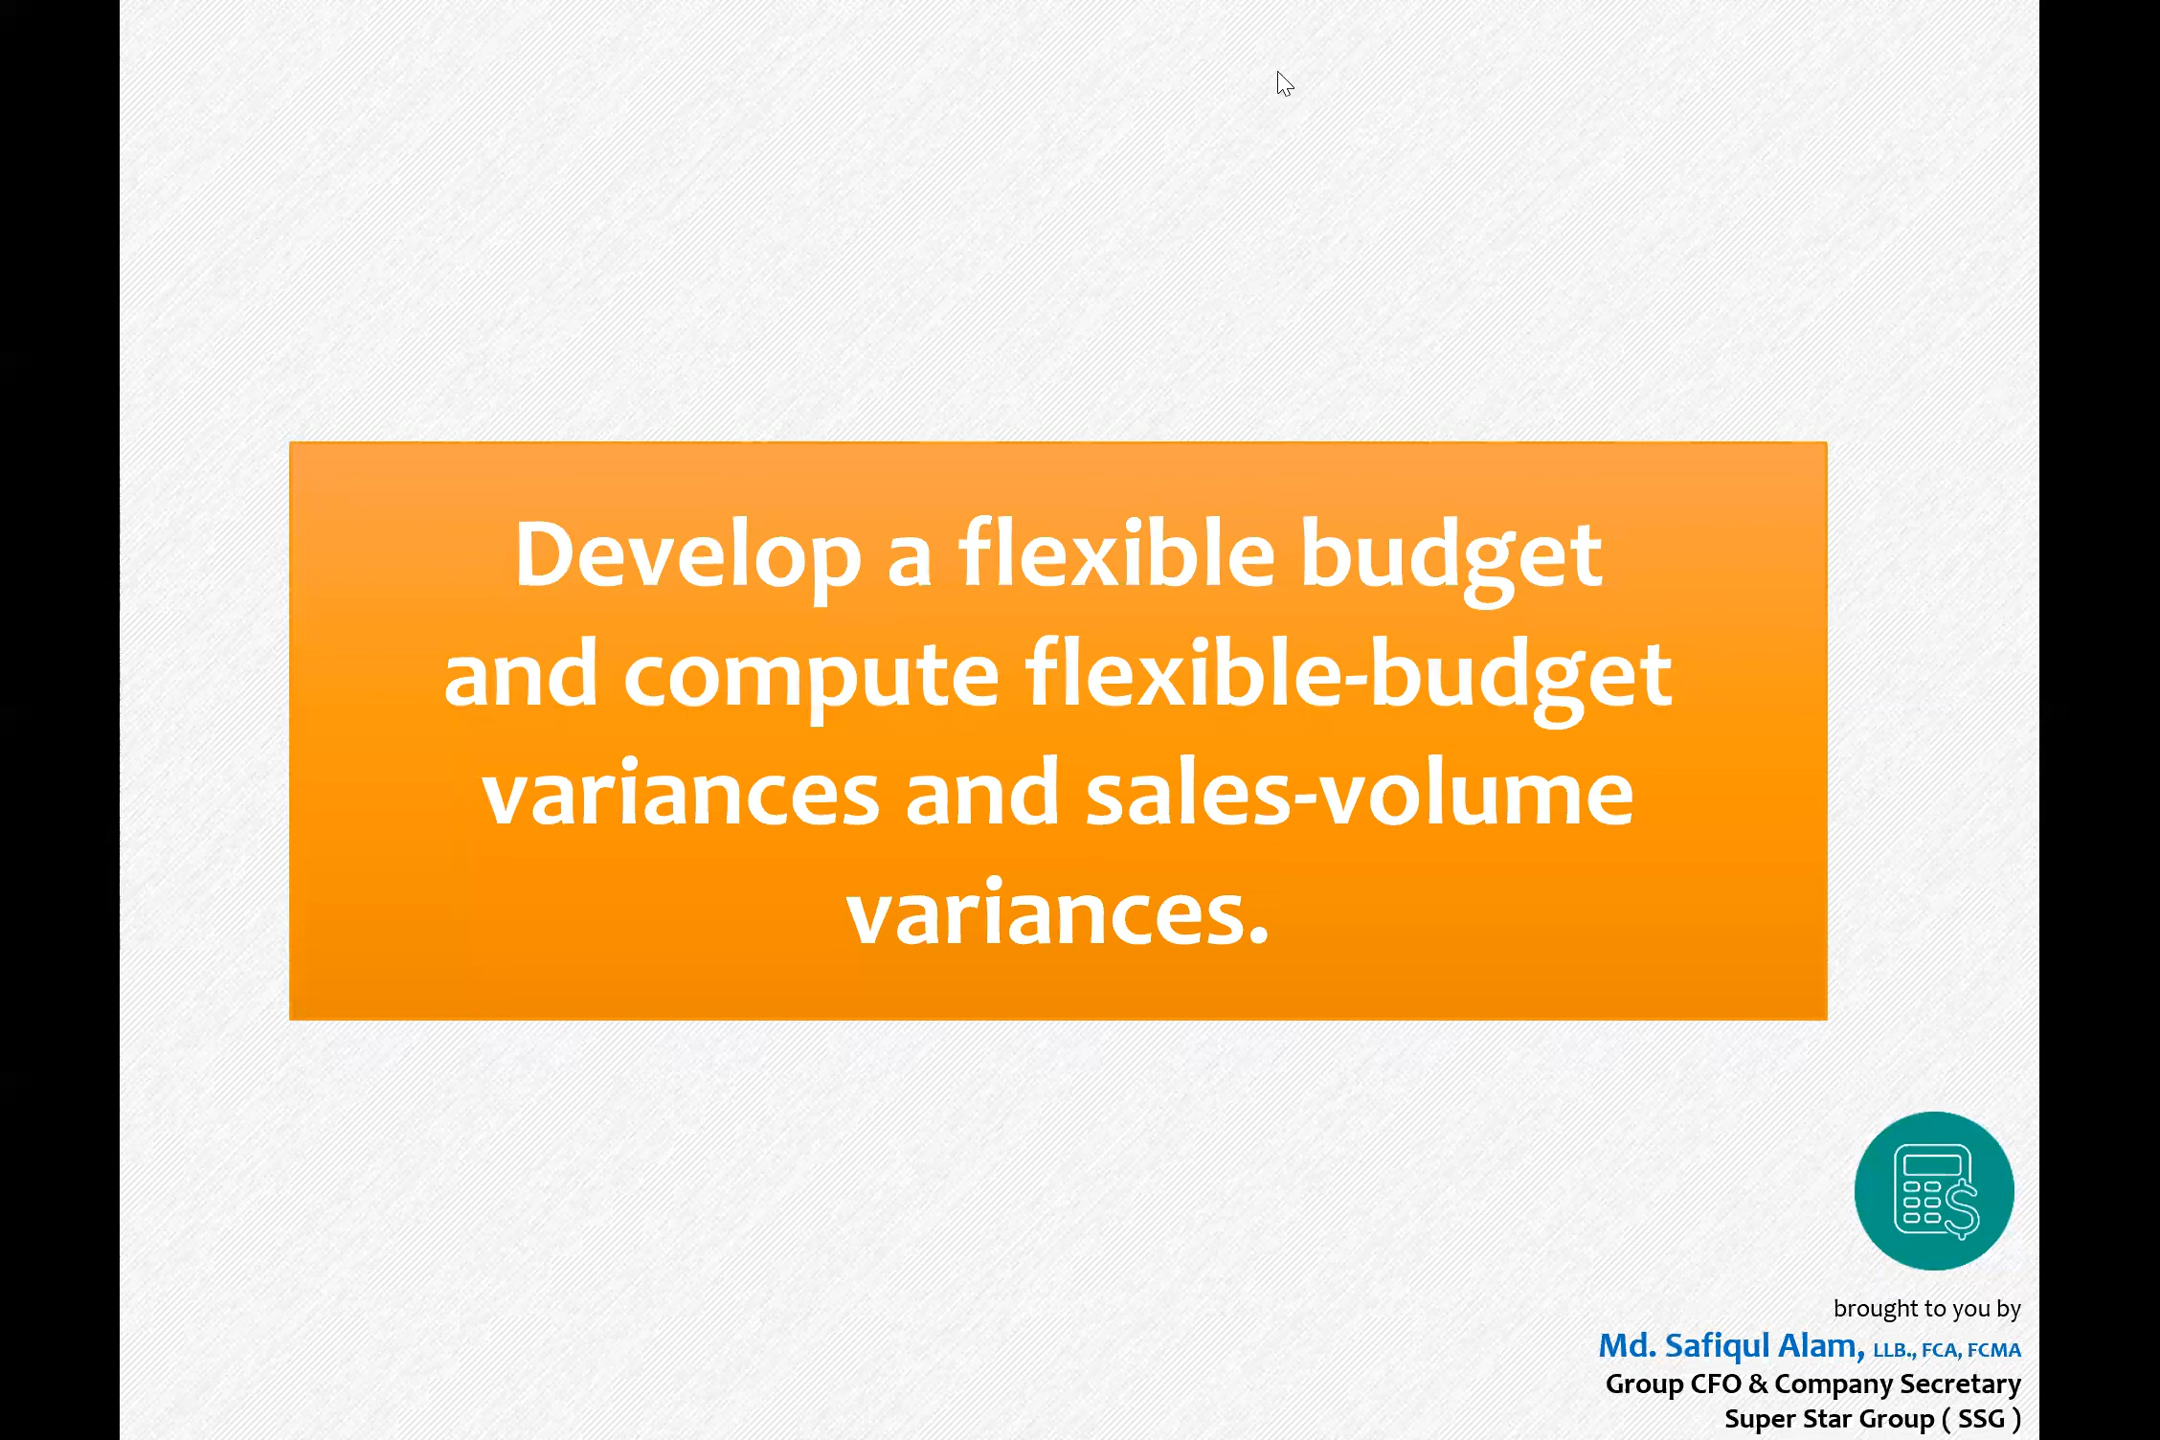 Develop a flexible budget
and compute flexible-budget
variances and sales-volume
variances.
brought to you by
Md. Safiqul Alam, LLB., FCA, FCMA
Group CFO & Company Secretary
Super Star Group ( SSG )